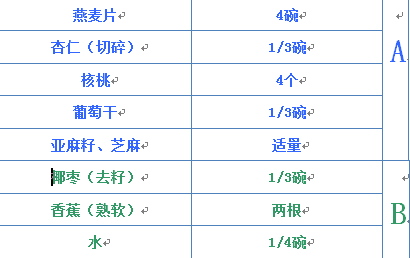 燕麦片 4碗
杏仁（切碎） 1/3碗
核桃 4个
葡萄干 1/3碗
亚麻籽、芝麻 适量
A
椰枣（去籽） 1/3碗
香蕉（熟软） 两根
水 1/4碗
B